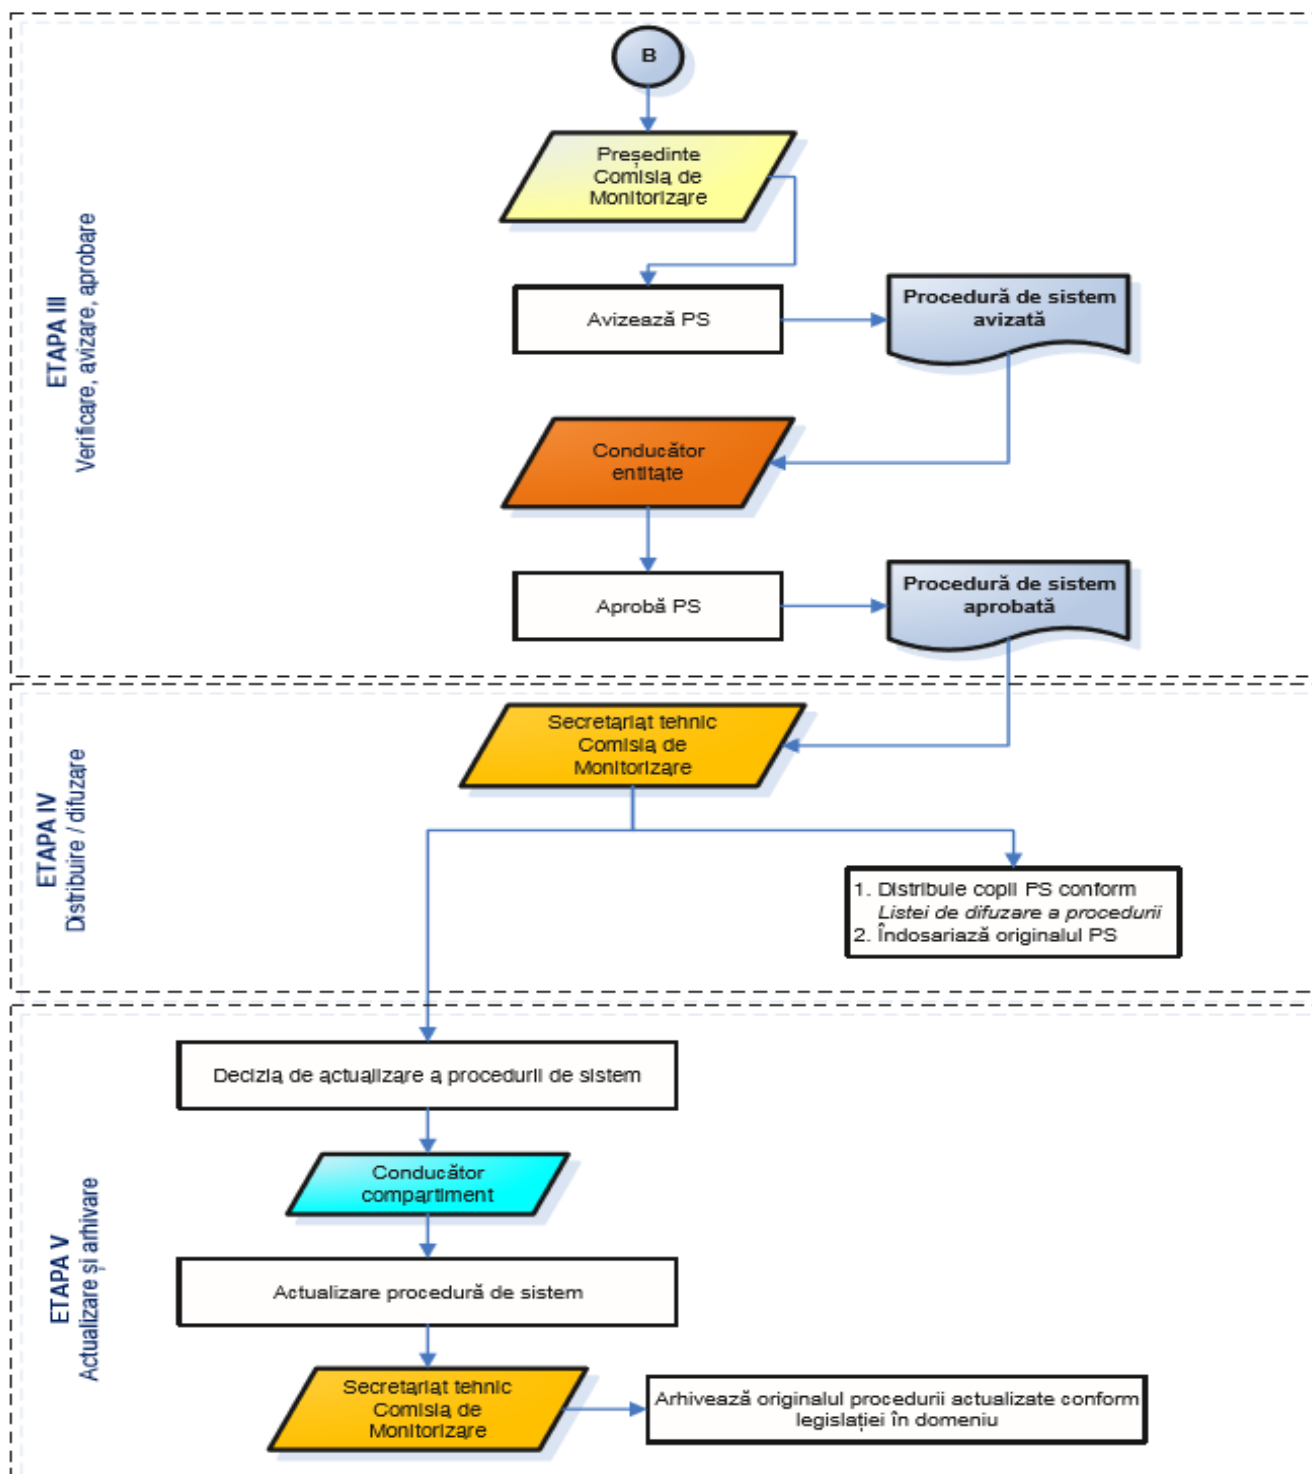 B
ETAPA III
Verificare, avizare, aprobare
Președinte
Comisia de
Monitorizare
Avizează PS
Procedură de sistem
avizată
Conducător
entitate
Aprobă PS
Procedură de sistem
aprobată
ETAPA IV
Distribuire / difuzare
Secretariat tehnic
Comisia de
Monitorizare
1. Distribuie copii PS conform
Listei de difuzare a procedurii
2. Îndosariază originalul PS
ETAPA V
Actualizare și arhivare
Decizia de actualizare a procedurii de sistem
Conducător
compartiment
Actualizare procedură de sistem
Secretariat tehnic
Comisia de
Monitorizare
Arhivează originalul procedurii actualizate conform
legislației în domeniu